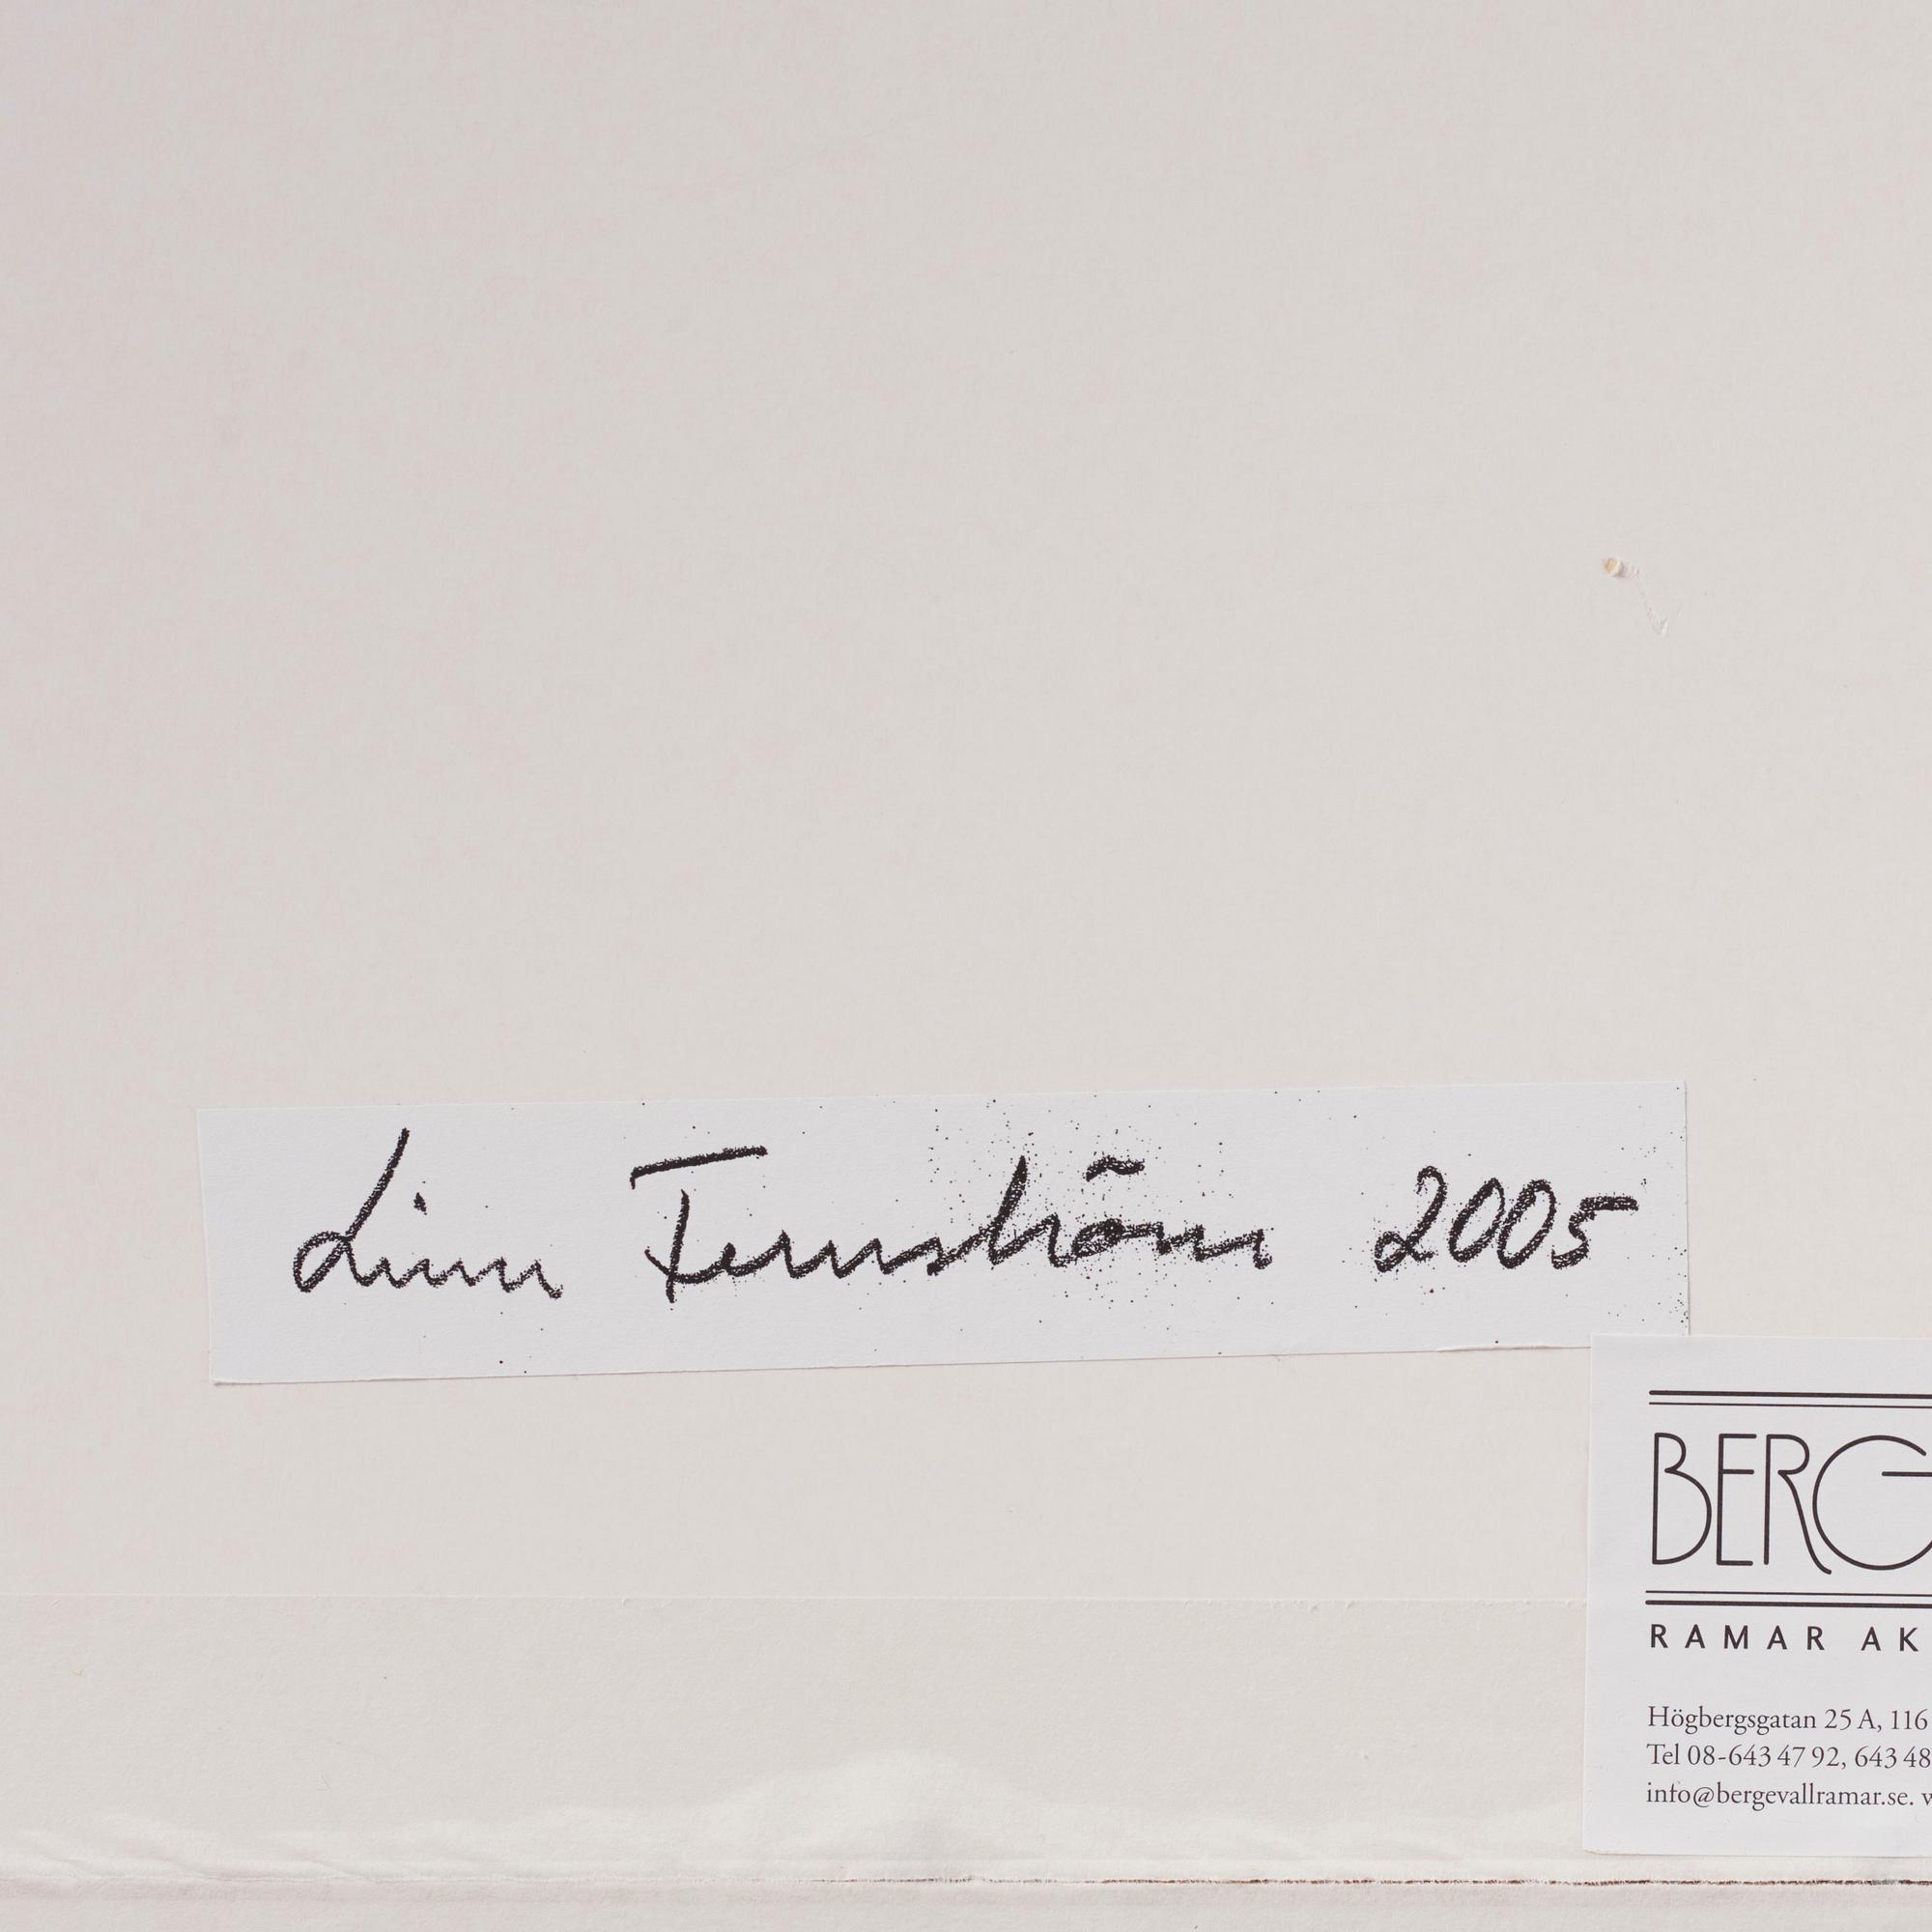 Linn Fernström 2005
BERG
RAMAR AK
Högbergsgatan 25 A, 116
Tel 08-643 47 92, 643 48
info@bergevallramar.se. w